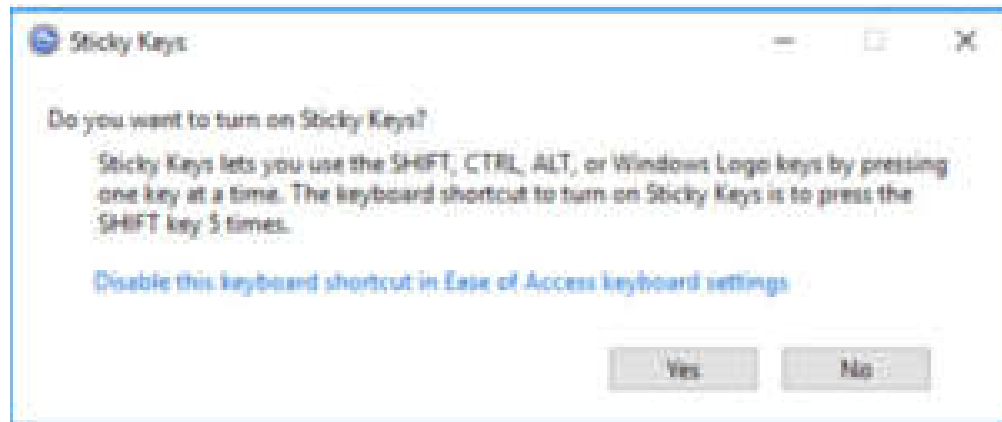 Sticky Keys
Do you want to turn on Sticky Keys?
Sticky Keys lets you use the SHIFT, CTRL, ALT, or Windows Logo keys by pressing
one key at a time. The keyboard shortcut to turn on Sticky Keys is to press the
SHIFT key 5 times.
Disable this keyboard shortcut in Ease of Access keyboard settings
Yes No